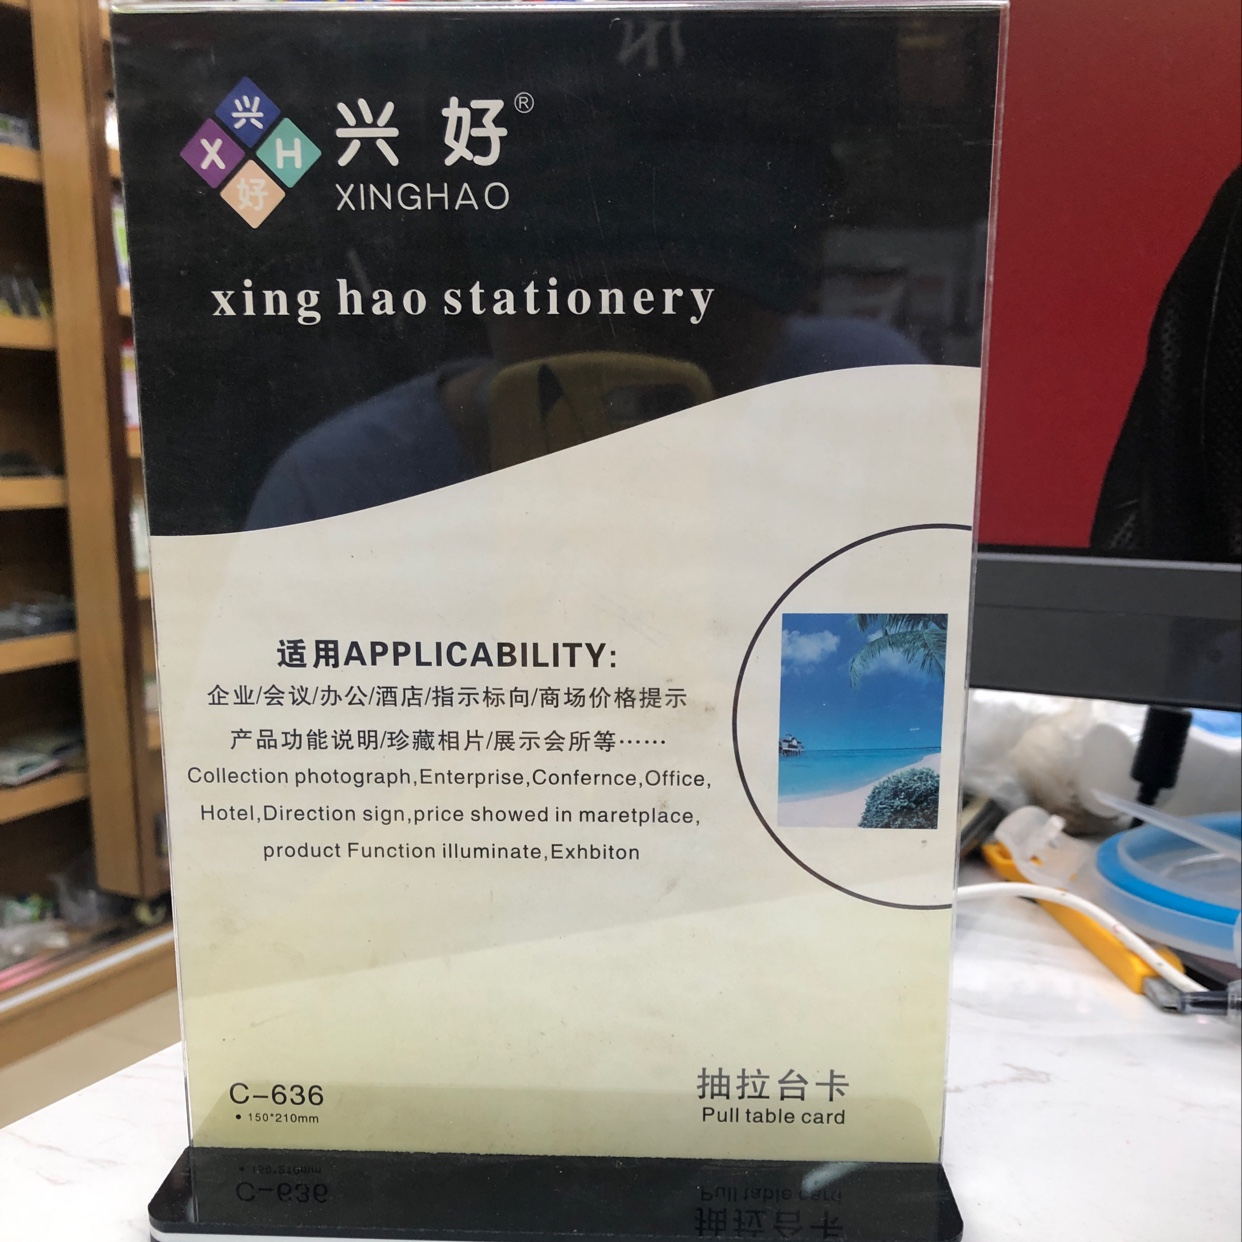 兴
X H
好
兴 好®
XINGHAO
xing hao stationery
适用APPLICABILITY:
企业/会议/办公/酒店/指示标向/商场价格提示
产品功能说明/珍藏相片/展示会所等……
Collection photograph,Enterprise,Confernce,Office,
Hotel,Direction sign,price showed in maretplace,
product Function illuminate,Exhbiton
C-636
• 150*210mm
抽拉台卡
Pull table card